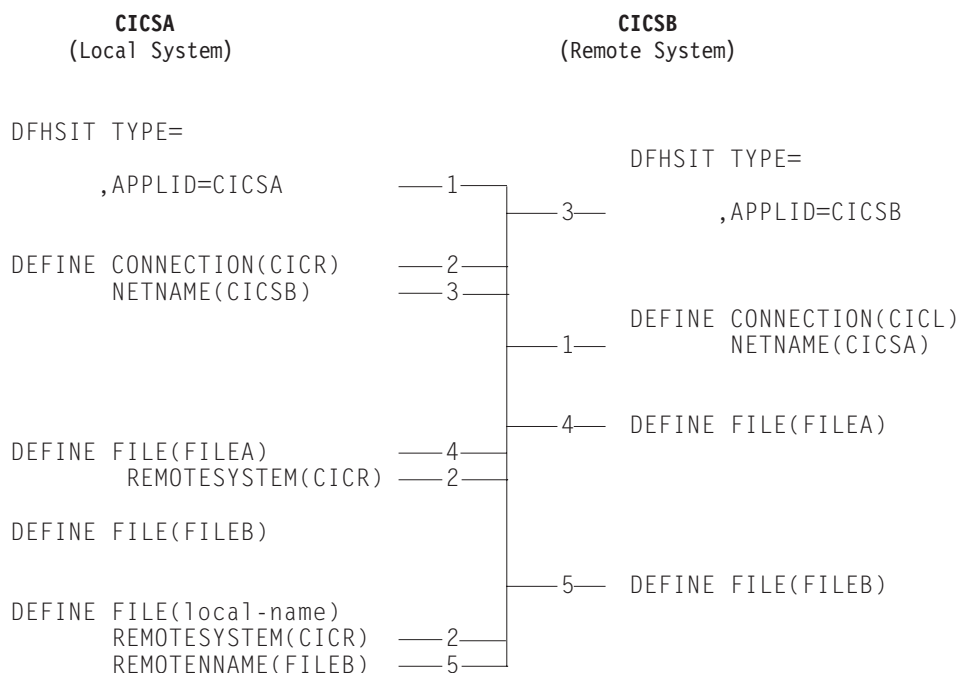 CICSA
(Local System)
CICSB
(Remote System)
DFHSIT TYPE=
DFHSIT TYPE=
,APPLID=CICSA 1
3 ,APPLID=CICSB
DEFINE CONNECTION(CICR) 2
NETNAME(CICSB) 3
DEFINE CONNECTION(CICL)
1 NETNAME(CICSA)
4 DEFINE FILE(FILEA)
DEFINE FILE(FILEA) 4
REMOTESYSTEM(CICR) 2
DEFINE FILE(FILEB)
5 DEFINE FILE(FILEB)
DEFINE FILE(local-name)
REMOTESYSTEM(CICR) 2
REMOTENNAME(FILEB) 5